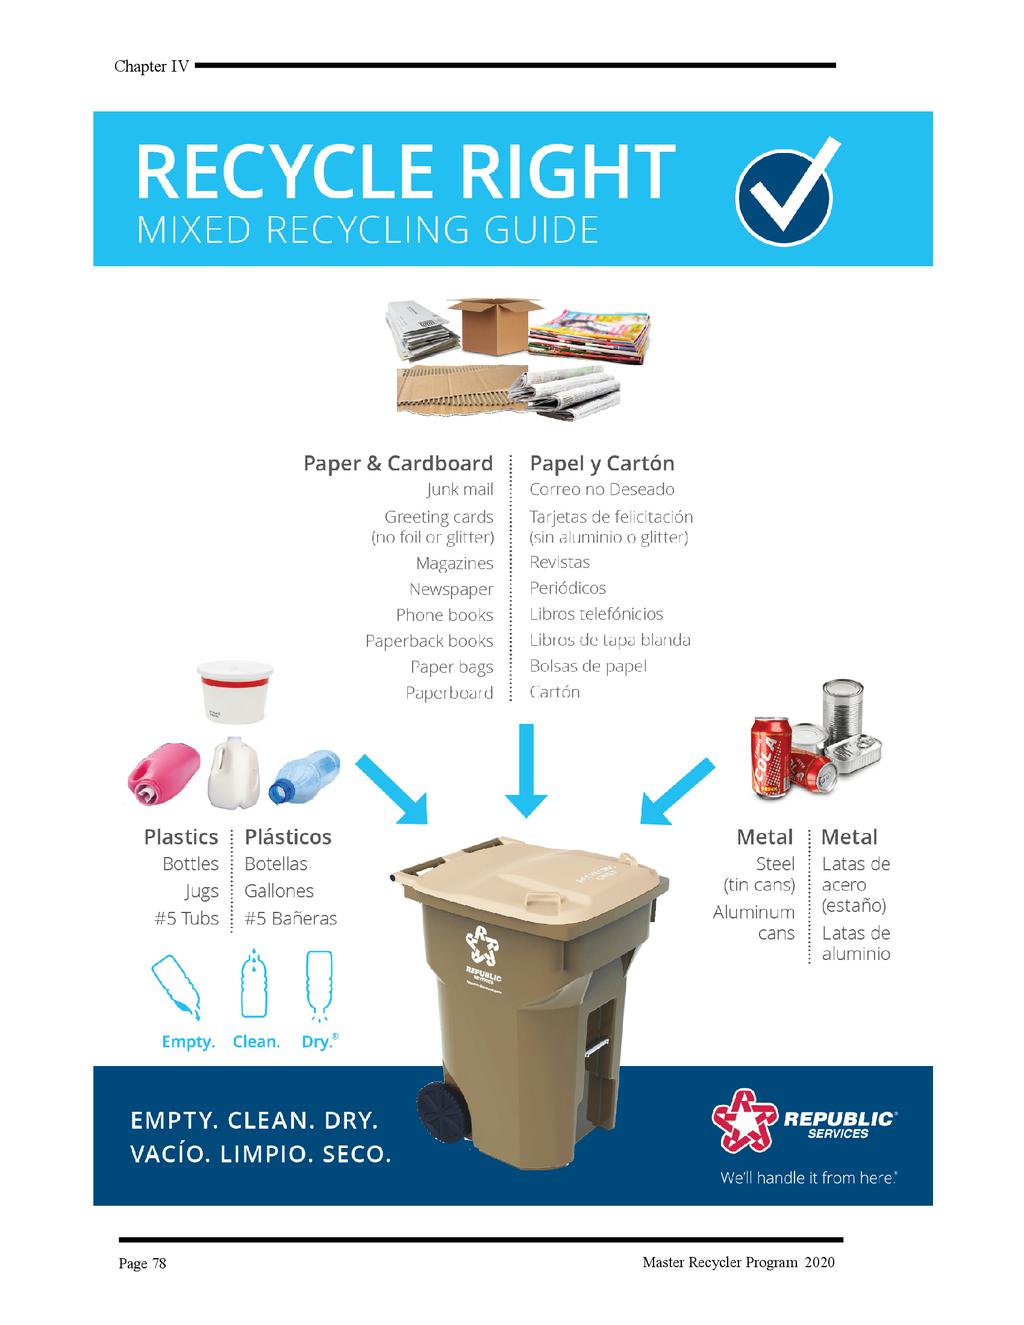 Chapter IV
RECYCLE RIGHT
MIXED RECYCLING GUIDE
Paper & Cardboard
Junk mail
Greeting cards
(no foil or glitter)
Magazines
Newspaper
Phone books
Paperback books
Paper bags
Paperboard
Papel y Cartón
Correo no Deseado
Tarjetas de felicitación
(sin aluminio o glitter)
Revistas
Periódicos
Libros telefónicios
Libros de tapa blanda
Bolsas de papel
Cartón
Plastics
Bottles
Jugs
#5 Tubs
Plásticos
Botellas
Gallones
#5 Bañeras
Empty. Clean. Dry.®
Metal
Steel
(tin cans)
Aluminum
cans
Metal
Latas de
acero
(estaño)
Latas de
aluminio
COLA
COLA
REPUBLIC
SERVICES
EMPTY. CLEAN. DRY.
VACÍO. LIMPIO. SECO.
REPUBLIC®
SERVICES
We'll handle it from here.®
Page 78
Master Recycler Program 2020